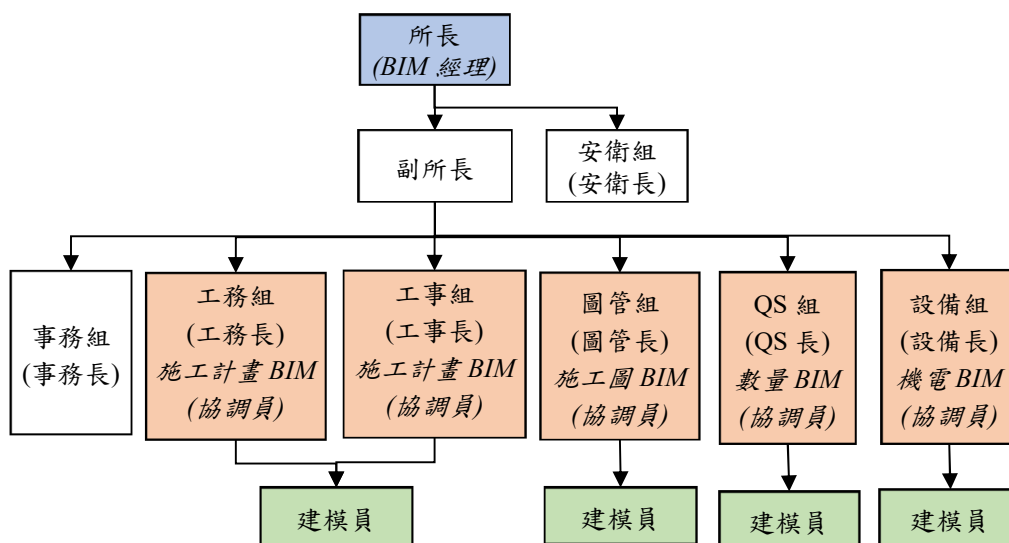 所長
(BIM 經理)
副所長
安衛組
(安衛長)
事務組
(事務長)
工務組
(工務長)
施工計畫 BIM
(協調員)
工事組
(工事長)
施工計畫 BIM
(協調員)
圖管組
(圖管長)
施工圖 BIM
(協調員)
QS 組
(QS 長)
數量 BIM
(協調員)
設備組
(設備長)
機電 BIM
(協調員)
建模員
建模員
建模員
建模員